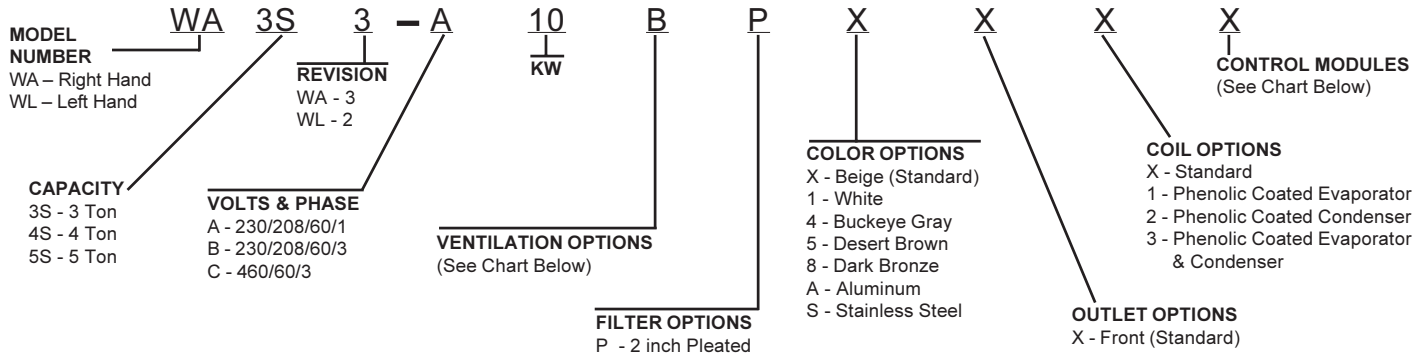 WA 3S 3 – A 10 B P X X X X
MODEL
NUMBER
WA – Right Hand
WL – Left Hand
CAPACITY
3S - 3 Ton
4S - 4 Ton
5S - 5 Ton
REVISION
WA - 3
WL - 2
VOLTS & PHASE
A - 230/208/60/1
B - 230/208/60/3
C - 460/60/3
KW
VENTILATION OPTIONS
(See Chart Below)
FILTER OPTIONS
P - 2 inch Pleated
COLOR OPTIONS
X - Beige (Standard)
1 - White
4 - Buckeye Gray
5 - Desert Brown
8 - Dark Bronze
A - Aluminum
S - Stainless Steel
OUTLET OPTIONS
X - Front (Standard)
COIL OPTIONS
X - Standard
1 - Phenolic Coated Evaporator
2 - Phenolic Coated Condenser
3 - Phenolic Coated Evaporator
& Condenser
CONTROL MODULES
(See Chart Below)